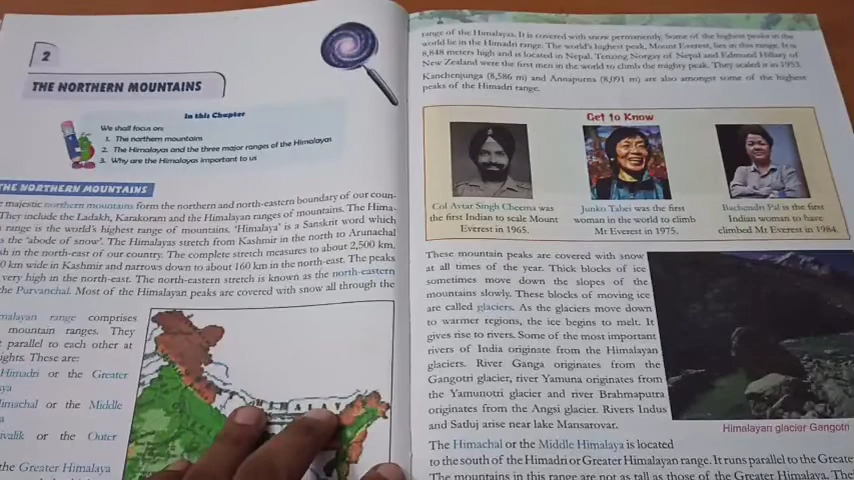 2
THE NORTHERN MOUNTAINS
In this Chapter
We shall focus on:
1. The northern mountains
2. The Himalayas and the three major ranges of the Himalayas
3. Why are the Himalayas important to us
THE NORTHERN MOUNTAINS
majestic northern mountains form the northern and north-eastern boundary of our coun-
They include the Ladakh, Karakoram and the Himalayan ranges of mountains. The Hima-
range is the world's highest range of mountains. 'Himalaya' is a Sanskrit word which
the 'abode of snow'. The Himalayas stretch from Kashmir in the north to Arunachal
in the north-east of our country. The complete stretch measures to about 2,500 km.
km wide in Kashmir and narrows down to about 160 km in the north-east. The peaks
very high in the north-east. The north-eastern stretch is known as the north-eastern
the Purvanchal. Most of the Himalayan peaks are covered with snow all through the
range comprises
mountain ranges. They
parallel to each other at
These are:
Himadri or the Greater
or the Middle
or the Outer
the Greater Himalaya
HIMALAYA
range of the Himalayas. It is covered with snow permanently. Some of the highest peaks in the
world lie in the Himadri range. The world's highest peak, Mount Everest, lies in this range. It is
8,848 meters high and is located in Nepal. Tenzing Norgay of Nepal and Edmund Hillary of
New Zealand were the first men in the world to climb the mighty peak. They scaled it in 1953.
Kanchenjunga (8,586 m) and Annapurna (8,091 m) are also amongst some of the highest
peaks of the Himadri range.
Get to Know
Col Avtar Singh Cheema was
the first Indian to scale Mount
Everest in 1965.
Junko Tabei was the first
woman in the world to climb
Mt Everest in 1975.
Bachendri Pal is the first
Indian woman to have
climbed Mt Everest in 1984.
These mountain peaks are covered with snow
at all times of the year. Thick blocks of ice
sometimes move down the slopes of the
mountains slowly. These blocks of moving ice
are called glaciers. As the glaciers move down
to warmer regions, the ice begins to melt. It
gives rise to rivers. Some of the most important
rivers of India originate from the Himalayan
glaciers. River Ganga originates from the
Gangotri glacier, river Yamuna originates from
the Yamunotri glacier and river Brahmaputra
originates from the Angsi glacier. Rivers Indus
and Satluj arise near lake Mansarovar.
Himalayan glacier Gangotri
The Himachal or the Middle Himalaya is located
to the south of the Himadri or Greater Himalayan range. It runs parallel to the Greate
The mountains in this range are not as tall as those of the Greater Himalaya. The